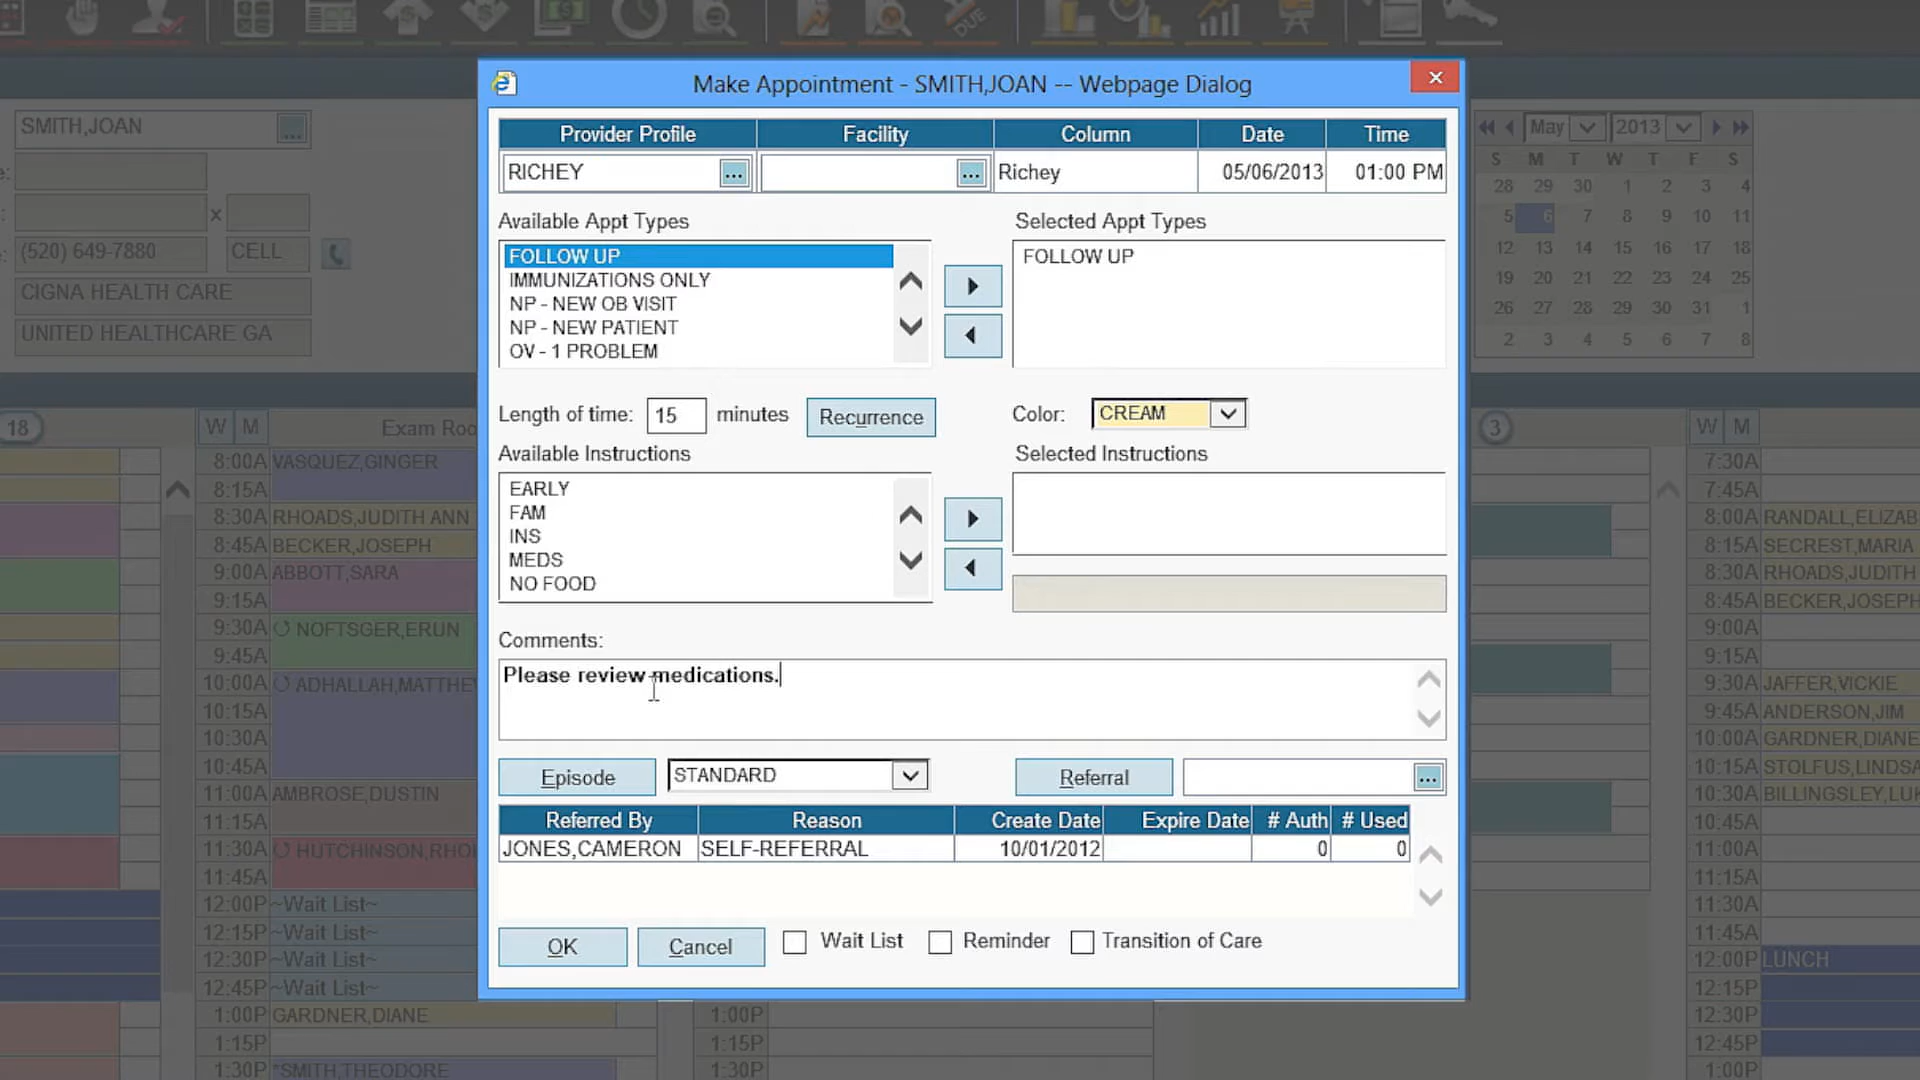 DUE
Make Appointment - SMITH,JOAN -- Webpage Dialog
SMITH,JOAN
x
(520) 649-7880 CELL
CIGNA HEALTH CARE
UNITED HEALTHCARE GA
Provider Profile Facility Column Date Time
RICHEY ... ... Richey 05/06/2013 01:00 PM
Available Appt Types
FOLLOW UP
IMMUNIZATIONS ONLY
NP - NEW OB VISIT
NP - NEW PATIENT
OV - 1 PROBLEM
Selected Appt Types
FOLLOW UP
Length of time: 15 minutes Recurrence
Color: CREAM
Available Instructions
EARLY
FAM
INS
MEDS
NO FOOD
Selected Instructions
Comments:
Please review medications.
Episode STANDARD Referral ...
Referred By Reason Create Date Expire Date # Auth # Used
JONES,CAMERON SELF-REFERRAL 10/01/2012 0 0
OK Cancel Wait List Reminder Transition of Care
May 2013
S M T W T F S
28 29 30 1 2 3 4
5 6 7 8 9 10 11
12 13 14 15 16 17 18
19 20 21 22 23 24 25
26 27 28 29 30 31 1
2 3 4 5 6 7 8
18
W M Exam Roo
8:00A VASQUEZ,GINGER
8:15A
8:30A RHOADS,JUDITH ANN
8:45A BECKER,JOSEPH
9:00A ABBOTT,SARA
9:15A
9:30A NOFTSGER,ERUN
9:45A
10:00A ADHALLAH,MATTHE
10:15A
10:30A
10:45A
11:00A AMBROSE,DUSTIN
11:15A
11:30A HUTCHINSON,RHO
11:45A
12:00P ~Wait List~
12:15P ~Wait List~
12:30P ~Wait List~
12:45P ~Wait List~
1:00P GARDNER,DIANE
1:15P
1:30P *SMITH,THEODORE
1:00P
1:15P
1:30P
3
W M
7:30A
7:45A
8:00A RANDALL,ELIZAB
8:15A SECREST,MARIA
8:30A RHOADS,JUDITH
8:45A BECKER,JOSEPH
9:00A
9:15A
9:30A JAFFER,VICKIE
9:45A ANDERSON,JIM
10:00A GARDNER,DIANE
10:15A STOLFUS,LINDSA
10:30A BILLINGSLEY,LUK
10:45A
11:00A
11:15A
11:30A
11:45A
12:00P LUNCH
12:15P
12:30P
12:45P
1:00P